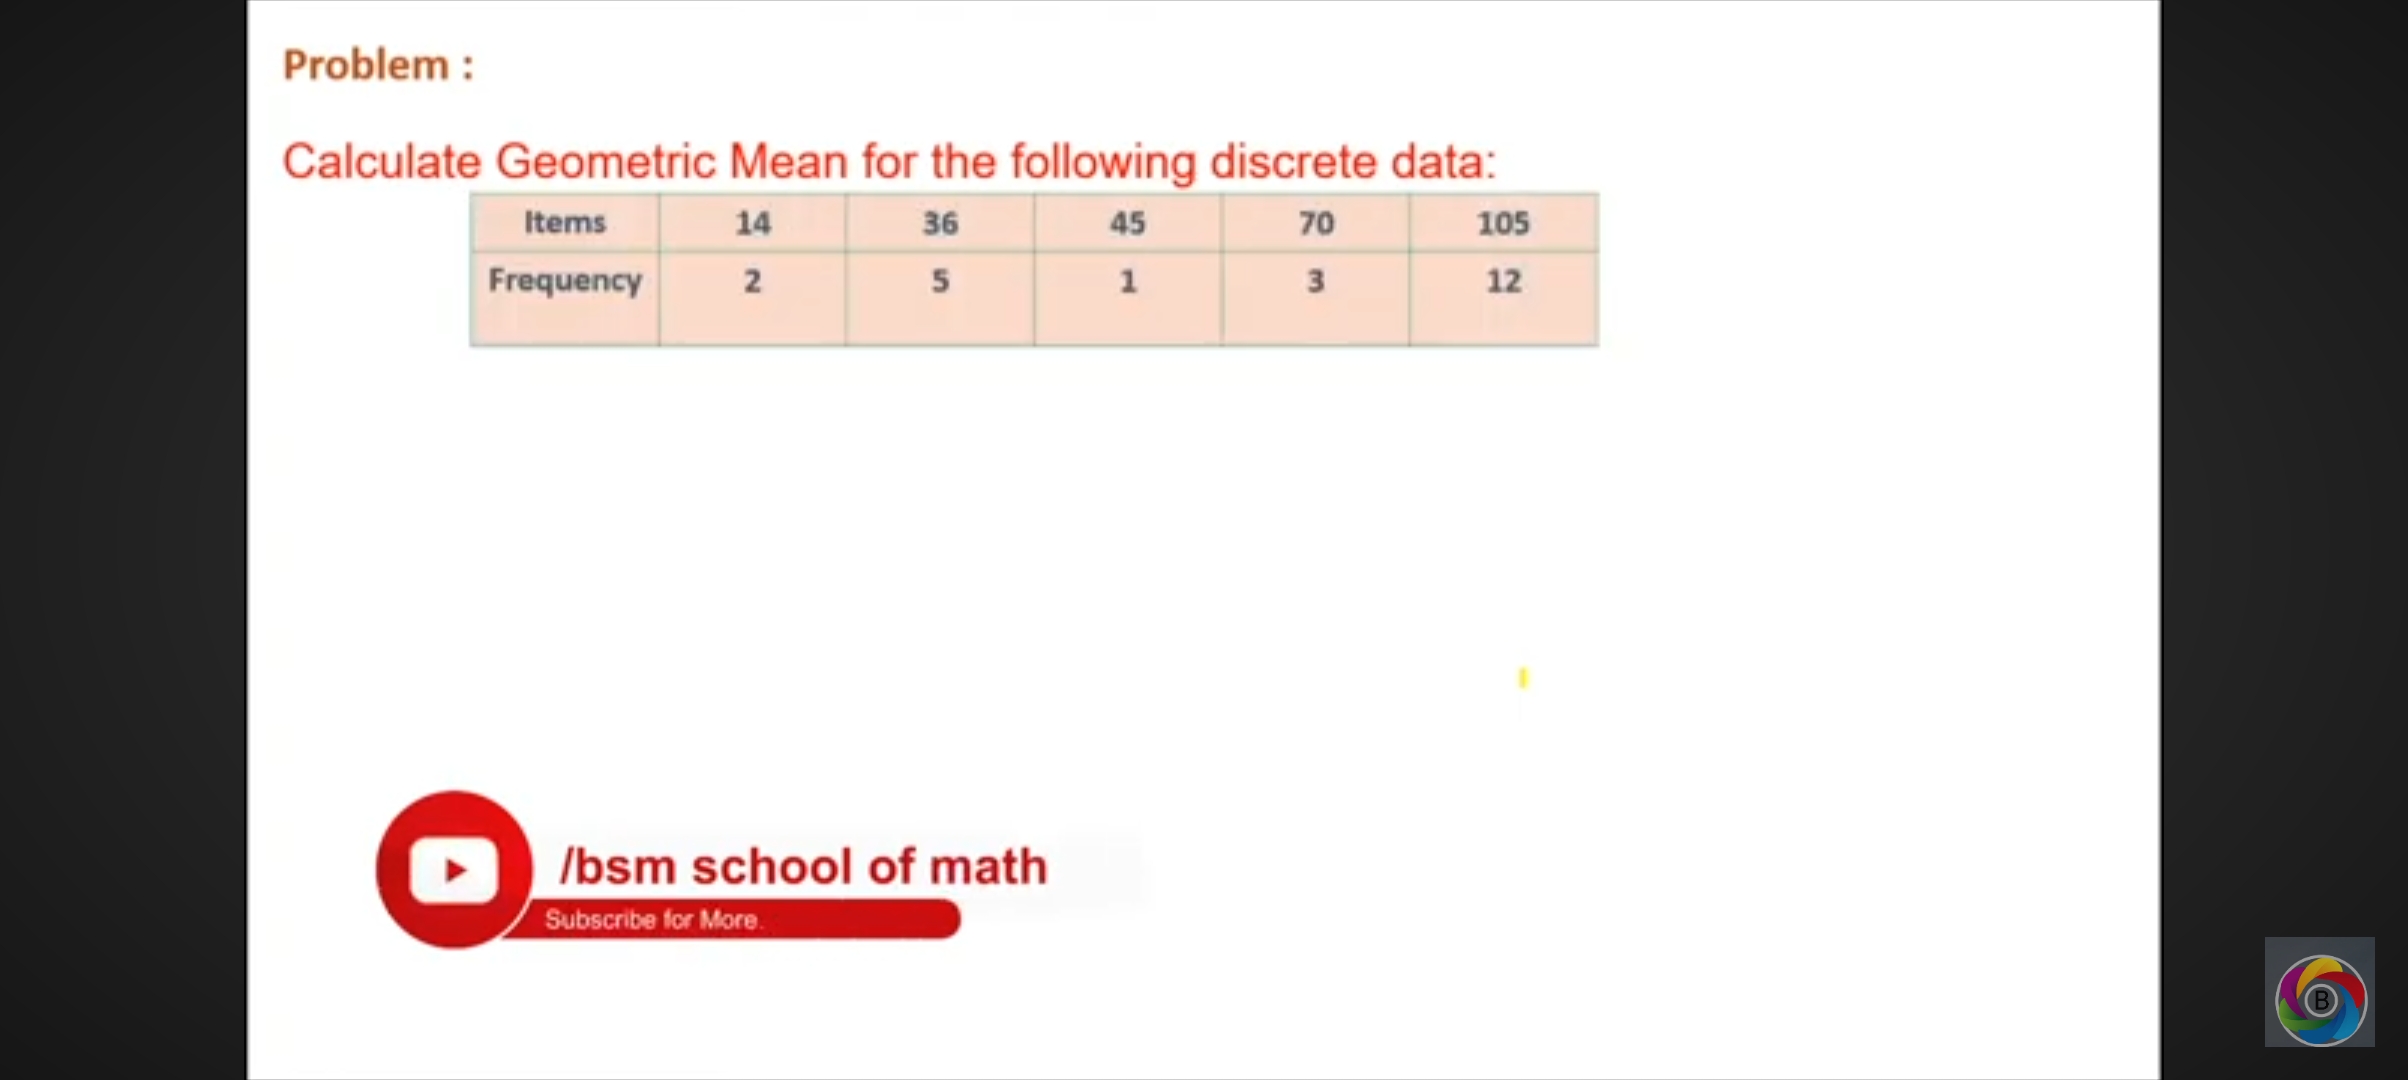 Problem :
Calculate Geometric Mean for the following discrete data:
Items 14 36 45 70 105
Frequency 2 5 1 3 12
/bsm school of math
Subscribe for More.
B